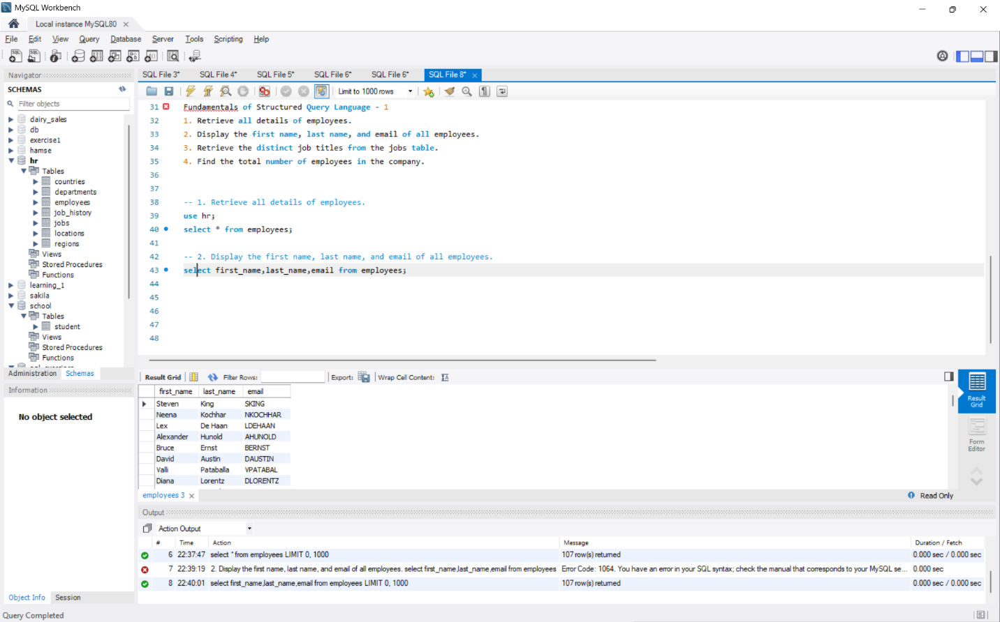 MySQL Workbench
Local instance MySQL80
File Edit View Query Database Server Tools Scripting Help
Navigator
SCHEMAS
Filter objects
dairy_sales
db
exercise1
hamse
hr
Tables
countries
departments
employees
job_history
jobs
locations
regions
Views
Stored Procedures
Functions
learning_1
sakila
school
Tables
student
Views
Stored Procedures
Functions
Administration Schemas
Information
No object selected
Object Info Session
Query Completed
SQL File 3* SQL File 4* SQL File 5* SQL File 6* SQL File 6* SQL File 8*
Limit to 1000 rows
31 Fundamentals of Structured Query Language - 1
32 1. Retrieve all details of employees.
33 2. Display the first name, last name, and email of all employees.
34 3. Retrieve the distinct job titles from the jobs table.
35 4. Find the total number of employees in the company.
36
37
38 -- 1. Retrieve all details of employees.
39 use hr;
40 select * from employees;
41
42 -- 2. Display the first name, last name, and email of all employees.
43 select first_name,last_name,email from employees;
44
45
46
47
48
Result Grid Filter Rows: Export: Wrap Cell Content:
first_name last_name email
Steven King SKING
Neena Kochhar NKOCHHAR
Lex De Haan LDEHAAN
Alexander Hunold AHUNOLD
Bruce Ernst BERNST
David Austin DAUSTIN
Valli Pataballa VPATABAL
Diana Lorentz DLORENTZ
Result
Grid
Form
Editor
employees 3
Read Only
Output
Action Output
# Time Action Message Duration / Fetch
6 22:37:47 select * from employees LIMIT 0, 1000 107 row(s) returned 0.000 sec / 0.000 sec
7 22:39:19 2. Display the first name, last name, and email of all employees. select first_name,last_name,email from employees Error Code: 1064. You have an error in your SQL syntax; check the manual that corresponds to your MySQL se... 0.000 sec
8 22:40:01 select first_name,last_name,email from employees LIMIT 0, 1000 107 row(s) returned 0.000 sec / 0.000 sec